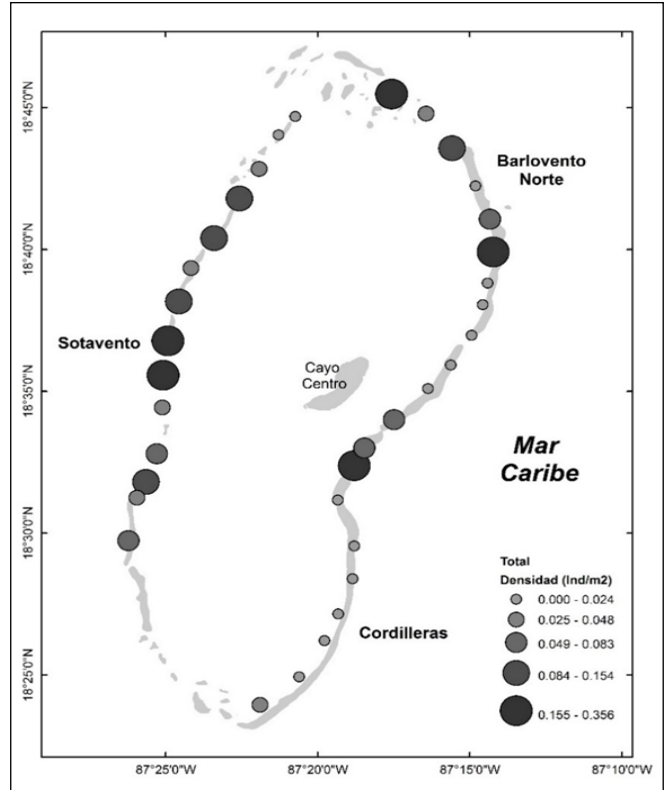 18°45'0"N
Barlovento
Norte
18°40'0"N
Sotavento
Cayo
Centro
18°35'0"N
Mar
Caribe
18°30'0"N
Total
Densidad (Ind/m2)
0.000 - 0.024
0.025 - 0.048
0.049 - 0.083
0.084 - 0.154
0.155 - 0.356
Cordilleras
18°25'0"N
87°25'0"W
87°20'0"W
87°15'0"W
87°10'0"W